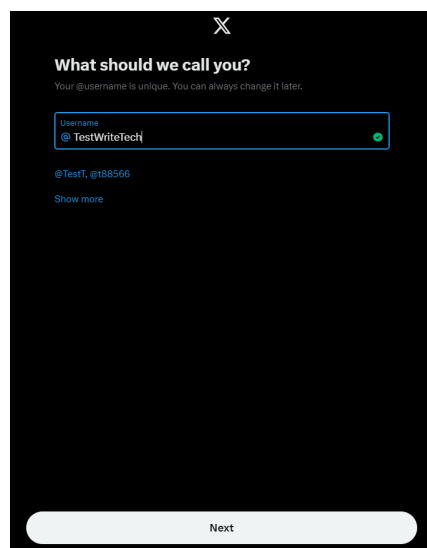 What should we call you?
Your @username is unique. You can always change it later.
Username
@ TestWriteTech
@TestT, @t88566
Show more
Next